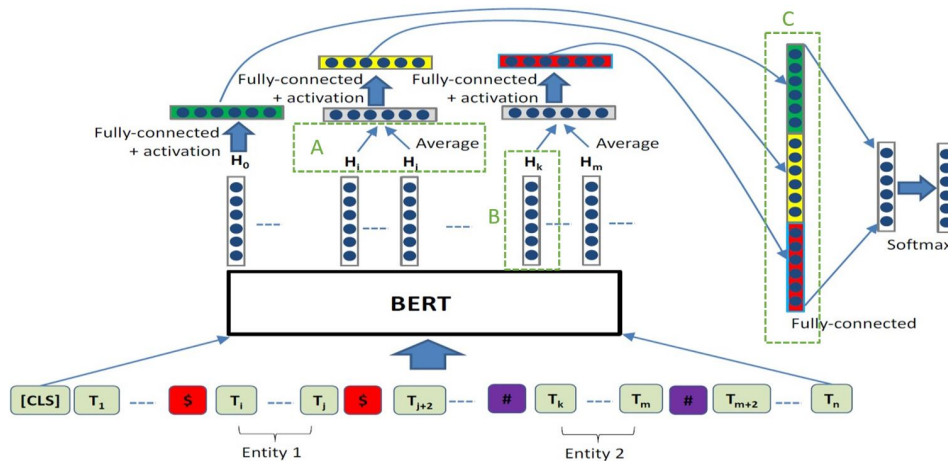 C
Fully-connected
+ activation
Fully-connected
+ activation
Fully-connected
+ activation
A
Average
Average
H0
Hi
Hj
Hk
Hm
B
BERT
Softmax
Fully-connected
[CLS] T1 $ Ti Tj $ Tj+2 # Tk Tm # Tm+2 Tn
Entity 1
Entity 2